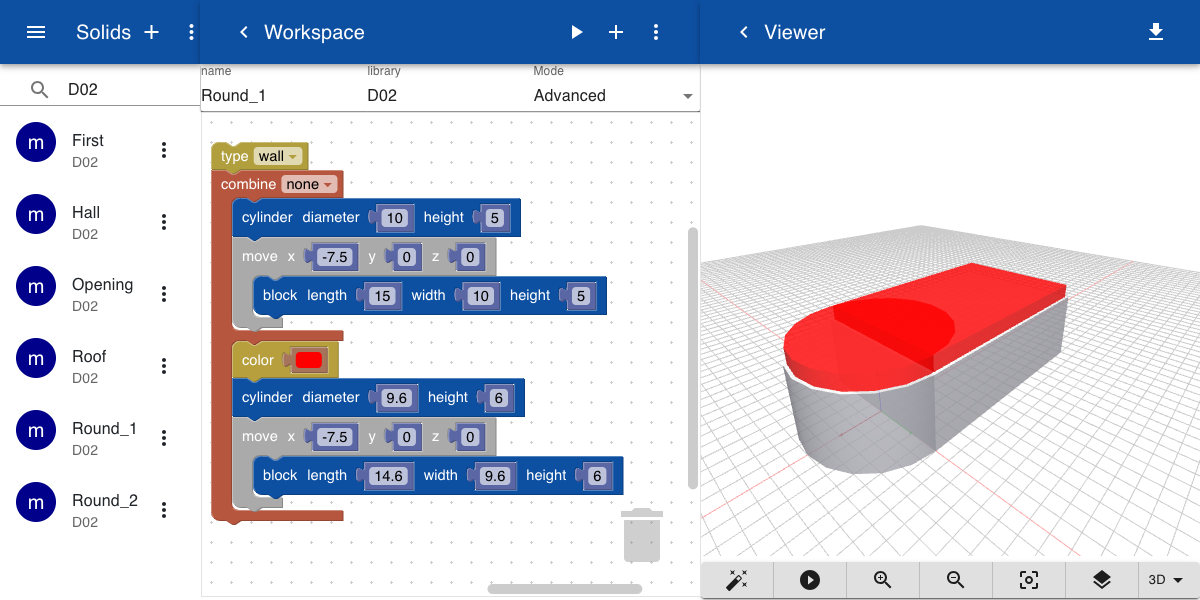 Solids
Workspace
Viewer
D02
name
library
Mode
Round_1
D02
Advanced
m
First
D02
m
Hall
D02
m
Opening
D02
m
Roof
D02
m
Round_1
D02
m
Round_2
D02
type wall
combine none
cylinder diameter 10 height 5
move x -7.5 y 0 z 0
block length 15 width 10 height 5
color
cylinder diameter 9.6 height 6
move x -7.5 y 0 z 0
block length 14.6 width 9.6 height 6
3D